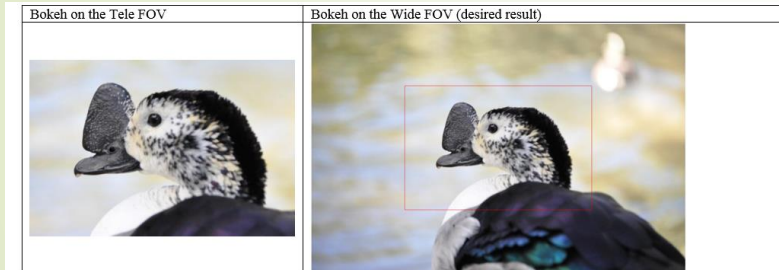 Bokeh on the Tele FOV
Bokeh on the Wide FOV (desired result)